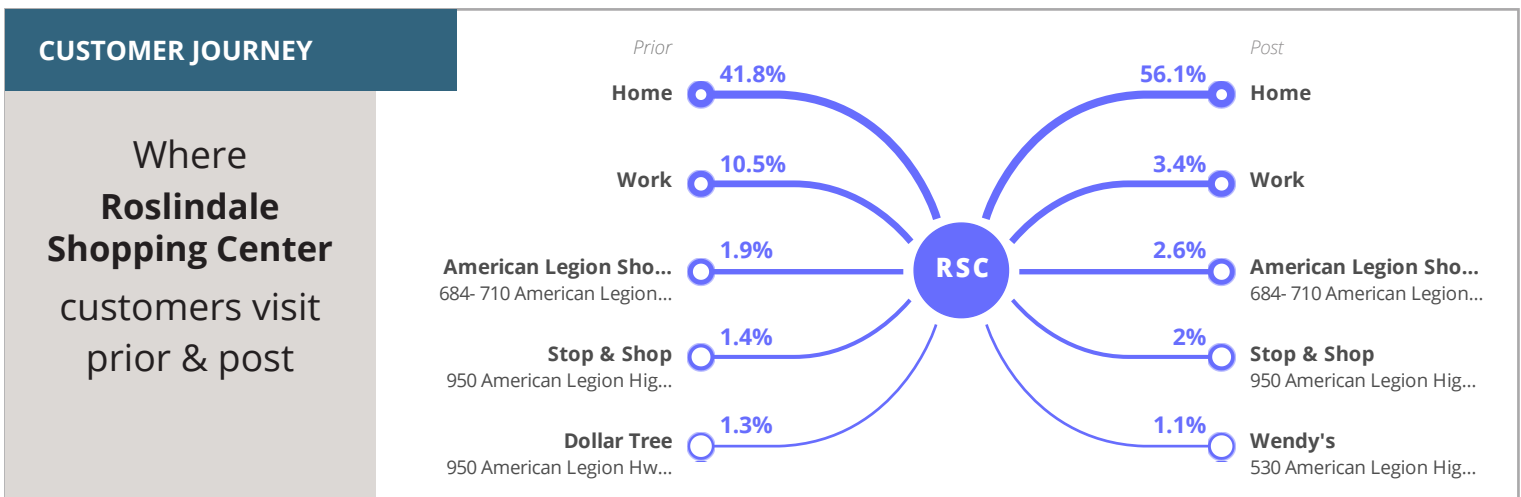 CUSTOMER JOURNEY
Where
Roslindale
Shopping Center
customers visit
prior & post
Prior
41.8%
Home
10.5%
Work
1.9%
American Legion Sho...
684- 710 American Legion...
1.4%
Stop & Shop
950 American Legion Hig...
1.3%
Dollar Tree
950 American Legion Hw...
RSC
Post
56.1%
Home
3.4%
Work
2.6%
American Legion Sho...
684- 710 American Legion...
2%
Stop & Shop
950 American Legion Hig...
1.1%
Wendy's
530 American Legion Hig...